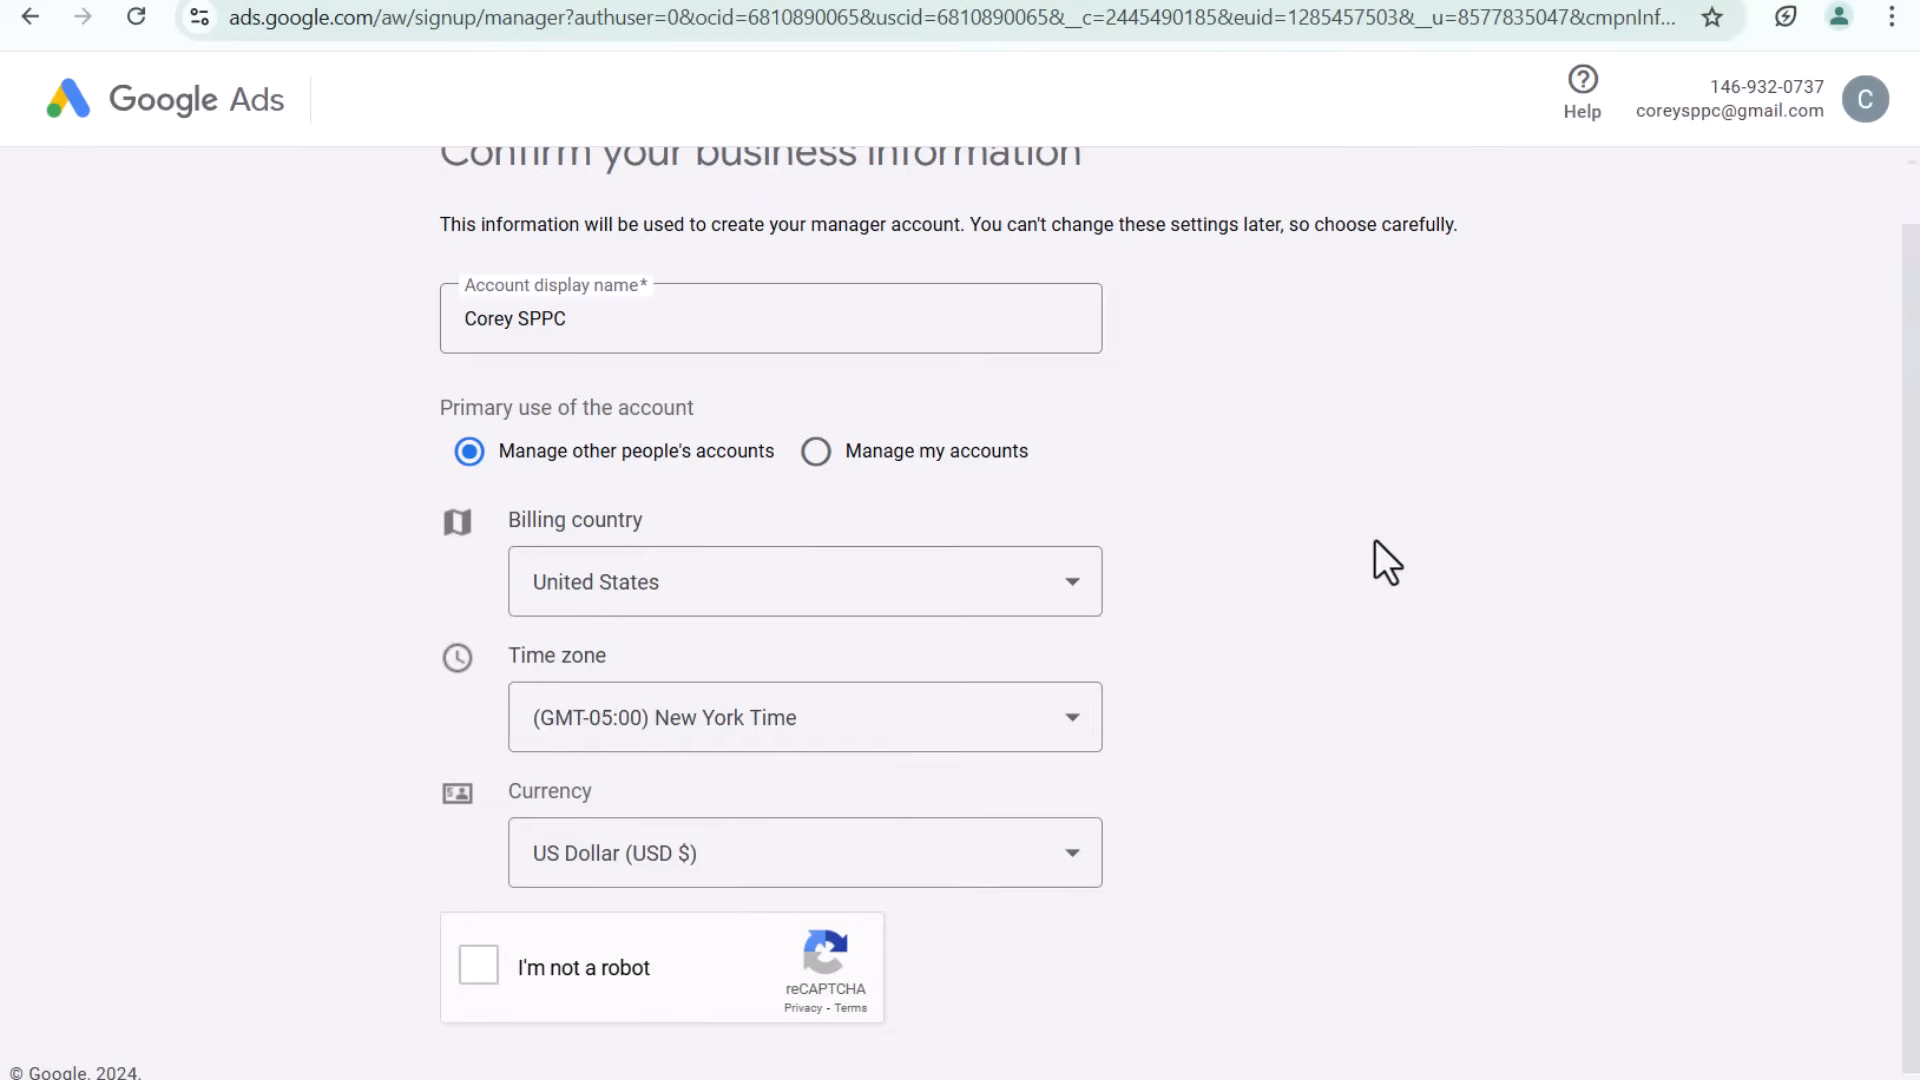 ads.google.com/aw/signup/manager?authuser=0&ocid=6810890065&uscid=6810890065&__c=2445490185&euid=1285457503&__u=8577835047&cmpnInf...
Google Ads
Help
146-932-0737
coreysppc@gmail.com
C
Confirm your business information
This information will be used to create your manager account. You can't change these settings later, so choose carefully.
Account display name*
Corey SPPC
Primary use of the account
Manage other people's accounts
Manage my accounts
Billing country
United States
Time zone
(GMT-05:00) New York Time
Currency
US Dollar (USD $)
I'm not a robot
reCAPTCHA
Privacy - Terms
© Google, 2024.